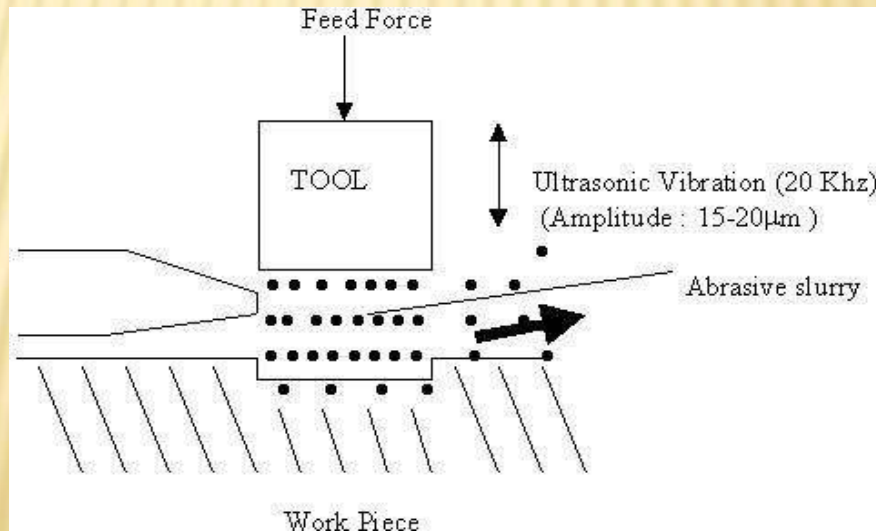 Feed Force
TOOL
Ultrasonic Vibration (20 Khz)
(Amplitude : 15-20μm )
Abrasive slurry
Work Piece